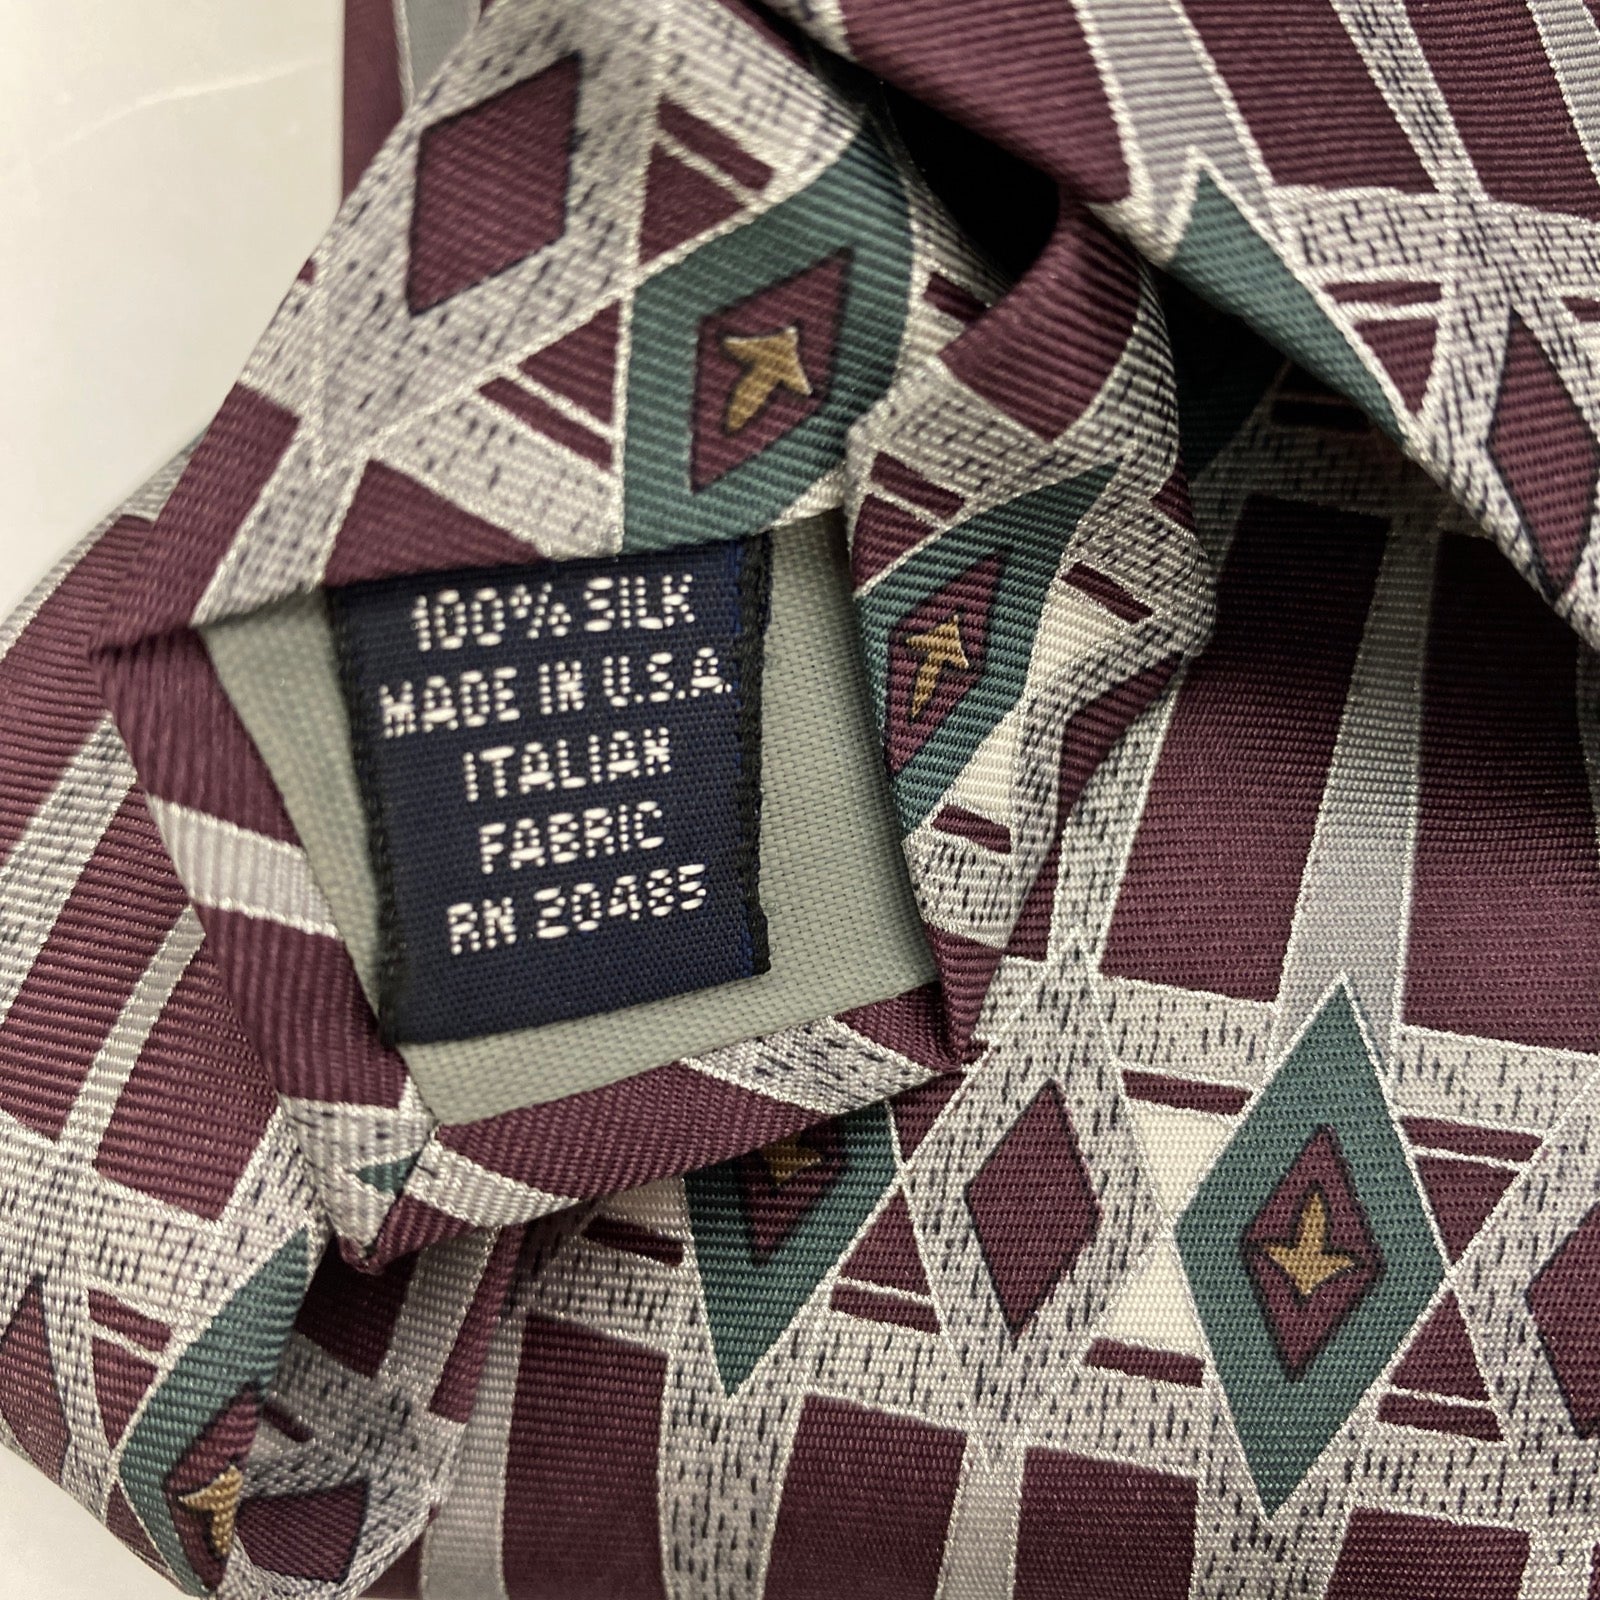 100% SILK
MADE IN U.S.A.
ITALIAN
FABRIC
RN 20485